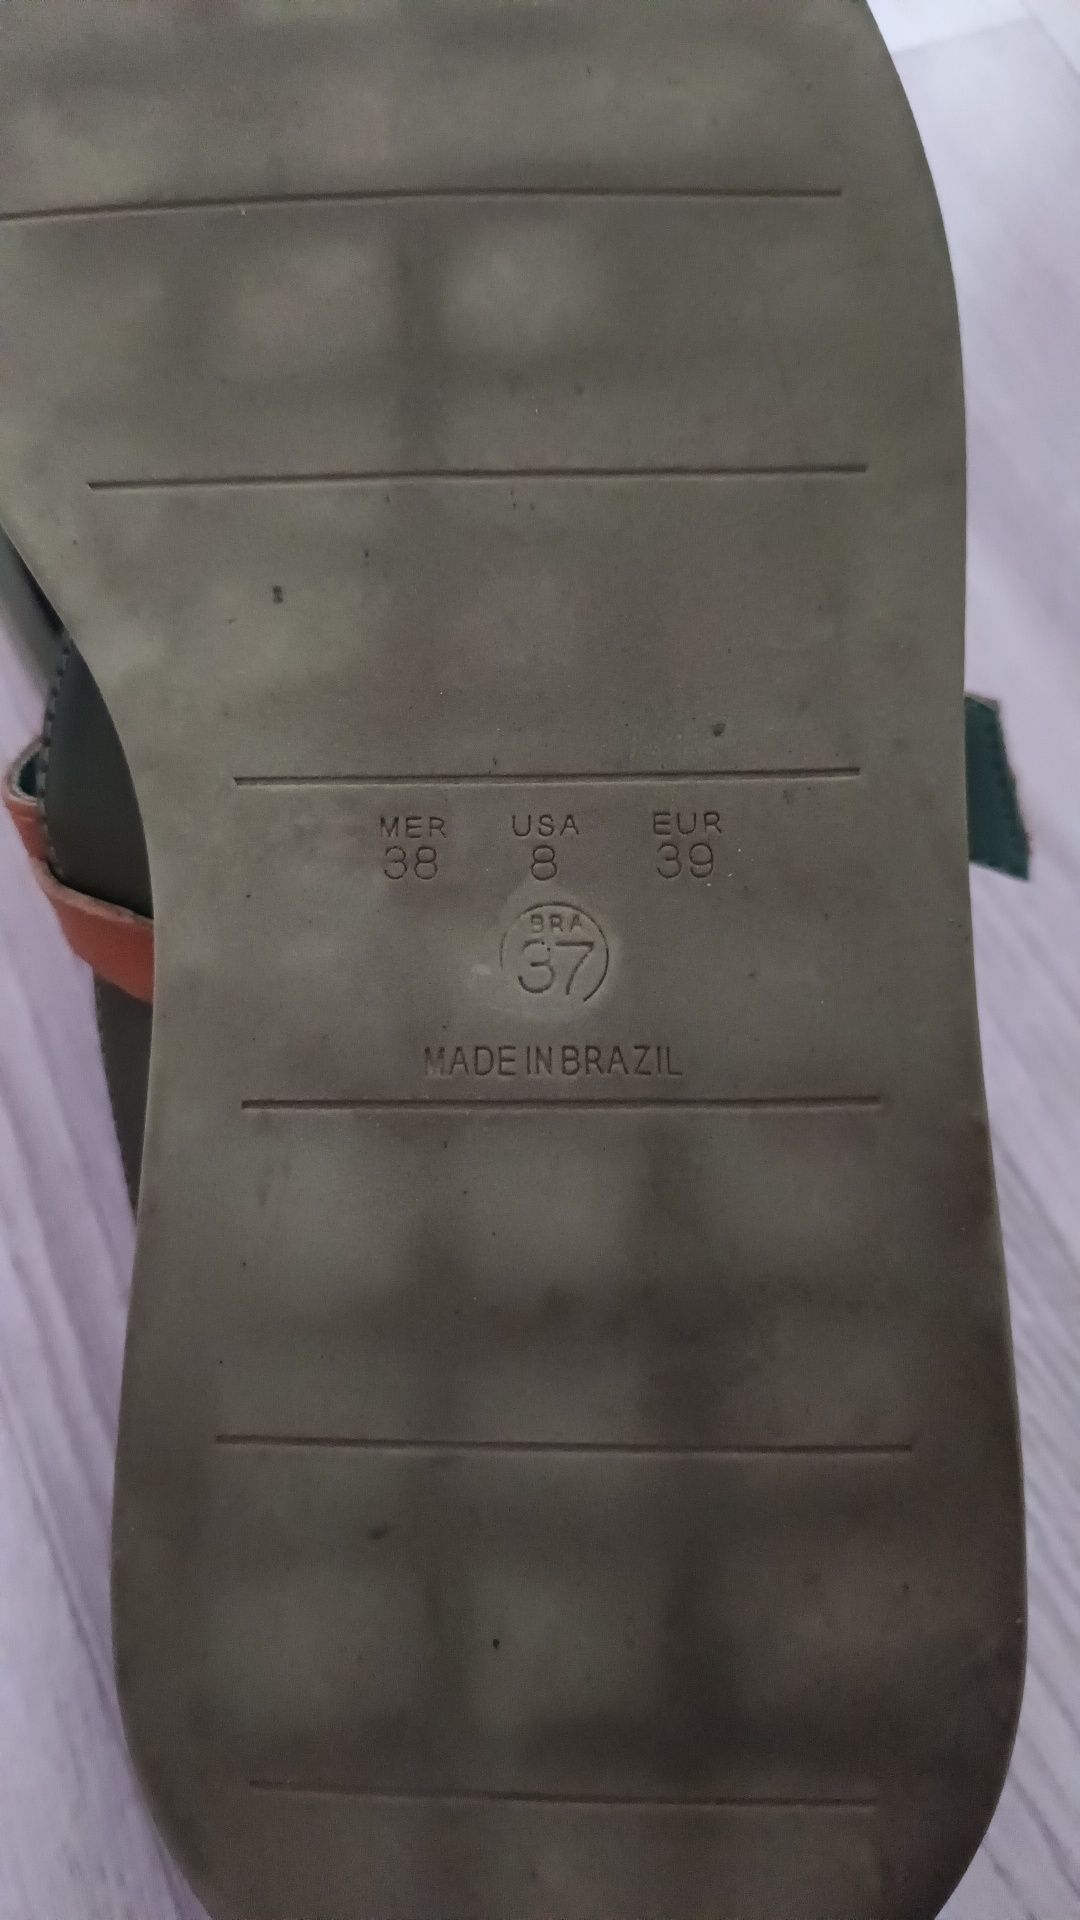 MER USA EUR
38 8 39
BRA
37
MADE IN BRAZIL